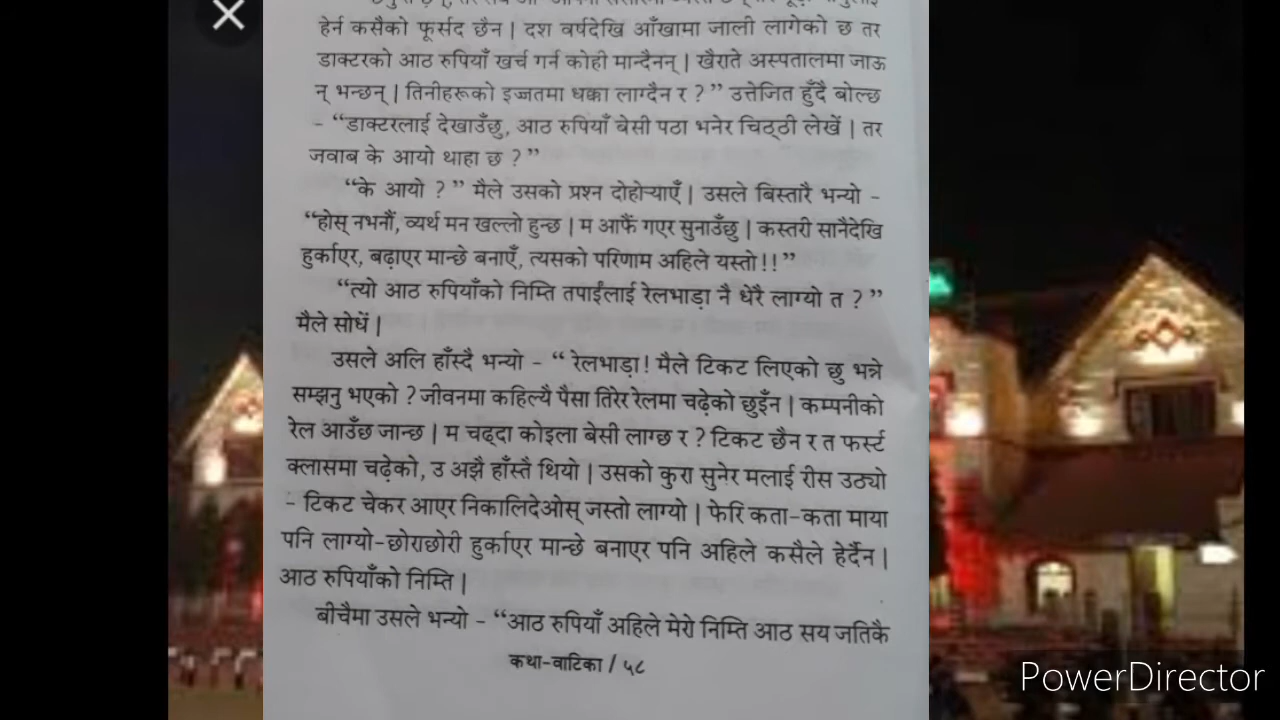 हेर्न कसैको फूर्सद छैन | दश वर्षदेखि आँखामा जाली लागेको छ तर
डाक्टरको आठ रुपियाँ खर्च गर्न कोही मान्दैनन् | खैराते अस्पतालमा जाऊ
न् भन्छन् | तिनीहरूको इज्जतमा धक्का लाग्दैन र ?” उत्तेजित हुँदै बोल्छ
- “डाक्टरलाई देखाउँछु, आठ रुपियाँ बेसी पठा भनेर चिठ्ठी लेखें | तर
जवाब के आयो थाहा छ ?”
“के आयो ?” मैले उसको प्रश्न दोहोऱ्याएँ | उसले बिस्तारै भन्यो -
“होस् नभनौं, व्यर्थ मन खल्लो हुन्छ | म आफैं गएर सुनाउँछु | कस्तरी सानैदेखि
हुर्काएर, बढ़ाएर मान्छे बनाएँ, त्यसको परिणाम अहिले यस्तो!!”
“त्यो आठ रुपियाँको निम्ति तपाईंलाई रेलभाड़ा नै धेरै लाग्यो त ?”
मैले सोधें |
उसले अलि हाँस्दै भन्यो - “ रेलभाड़ा! मैले टिकट लिएको छु भन्ने
सम्झनु भएको ? जीवनमा कहिल्यै पैसा तिरेर रेलमा चढ़ेको छुइँन | कम्पनीको
रेल आउँछ जान्छ | म चढ्दा कोइला बेसी लाग्छ र ? टिकट छैन र त फर्स्ट
क्लासमा चढ़ेको, उ अझै हाँस्तै थियो | उसको कुरा सुनेर मलाई रीस उठ्यो
- टिकट चेकर आएर निकालिदेओस् जस्तो लाग्यो | फेरि कता-कता माया
पनि लाग्यो-छोराछोरी हुर्काएर मान्छे बनाएर पनि अहिले कसैले हेर्दैन |
आठ रुपियाँको निम्ति |
बीचैमा उसले भन्यो - “आठ रुपियाँ अहिले मेरो निम्ति आठ सय जतिकै
कथा-वाटिका / ५८
PowerDirector